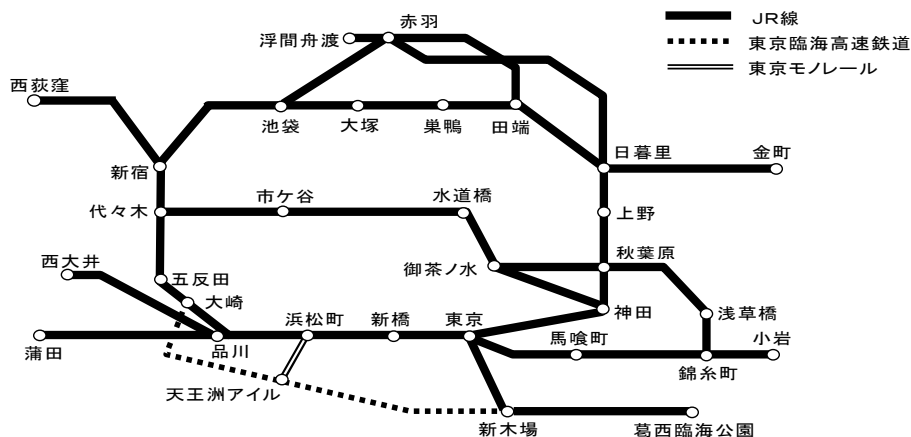 赤羽
JR線
浮間舟渡
東京臨海高速鉄道
東京モノレール
西荻窪
池袋
大塚
巣鴨
田端
日暮里
金町
新宿
市ケ谷
水道橋
代々木
上野
西大井
御茶ノ水
秋葉原
五反田
大崎
浜松町
新橋
東京
神田
浅草橋
馬喰町
小岩
蒲田
品川
錦糸町
天王洲アイル
新木場
葛西臨海公園